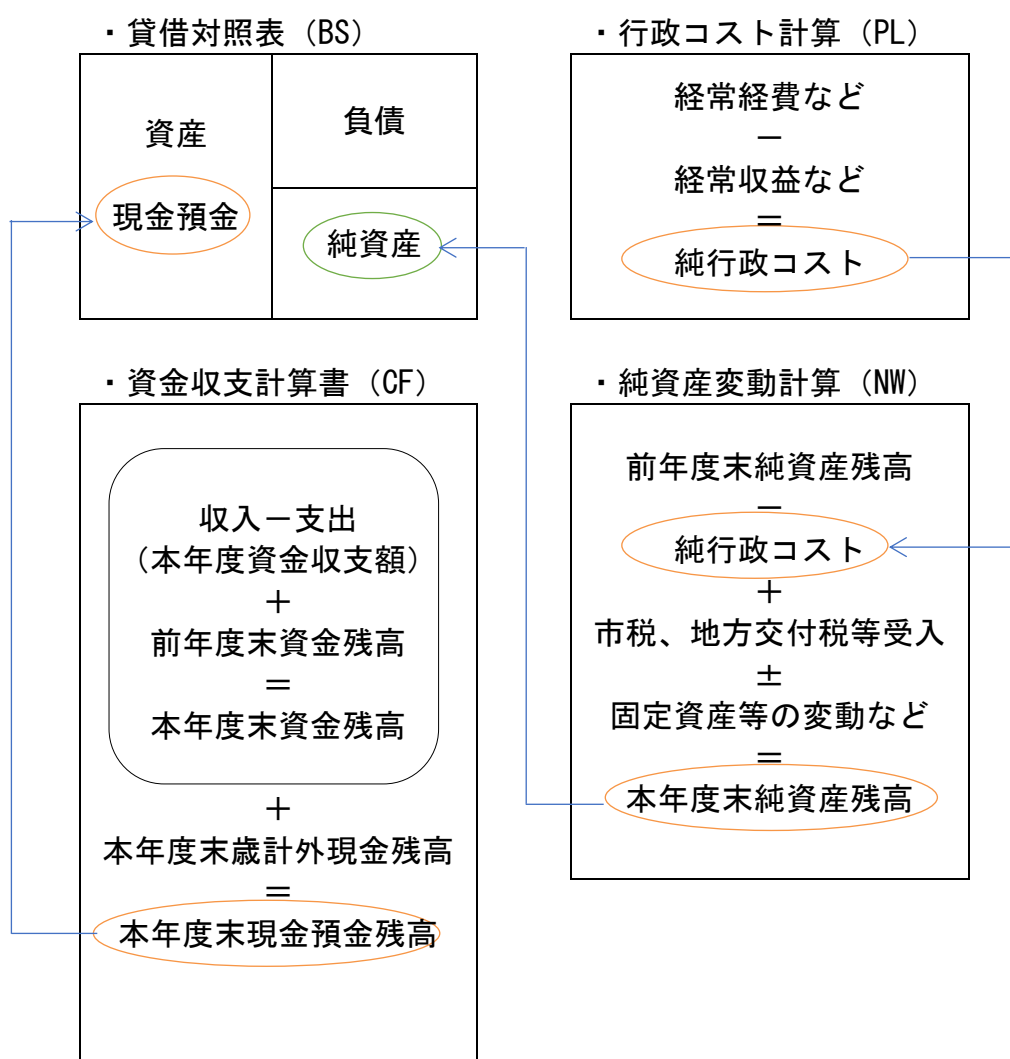 ・貸借対照表（BS）
資産
現金預金
負債
純資産
・行政コスト計算（PL）
経常経費など
－
経常収益など
＝
純行政コスト
・資金収支計算書（CF）
収入－支出
（本年度資金収支額）
＋
前年度末資金残高
＝
本年度末資金残高
＋
本年度末歳計外現金残高
＝
本年度末現金預金残高
・純資産変動計算（NW）
前年度末純資産残高
－
純行政コスト
＋
市税、地方交付税等受入
±
固定資産等の変動など
＝
本年度末純資産残高